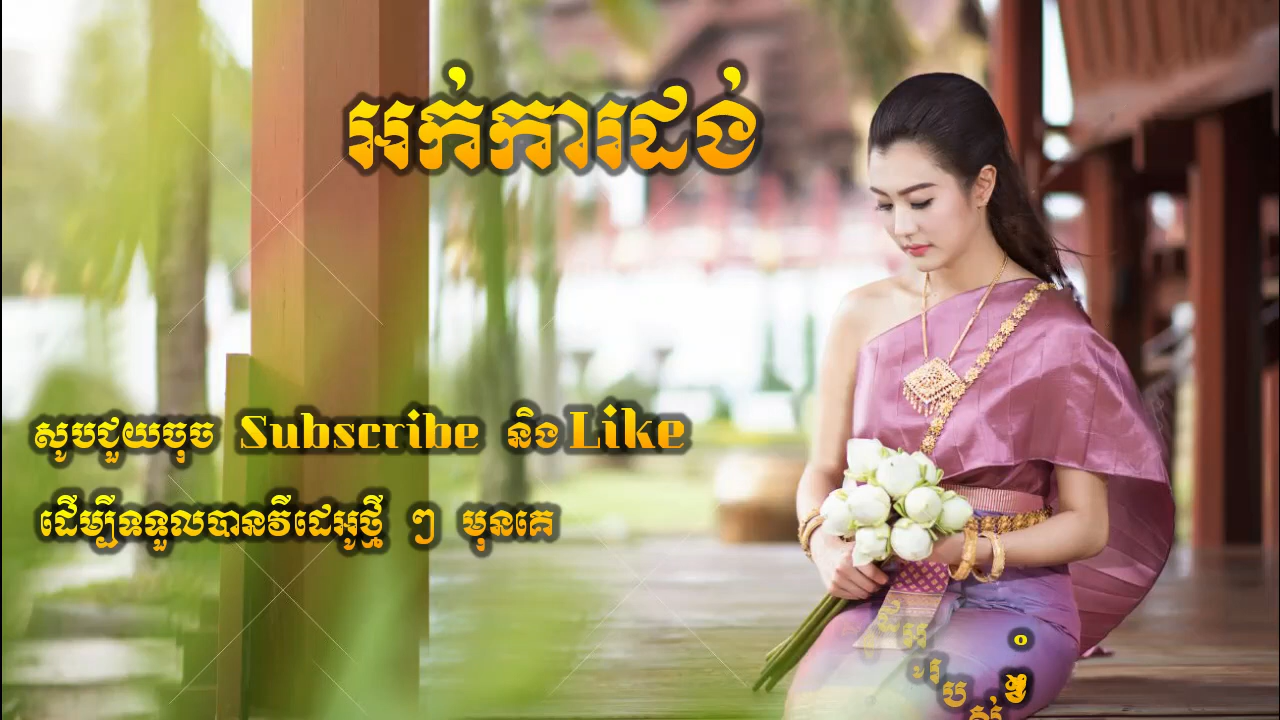 អក់ការដង់
សូបជួយចុច Subscribe និង Like
ដើម្បីទទួលបានវីដេអូថ្មី ៗ មុនគេ